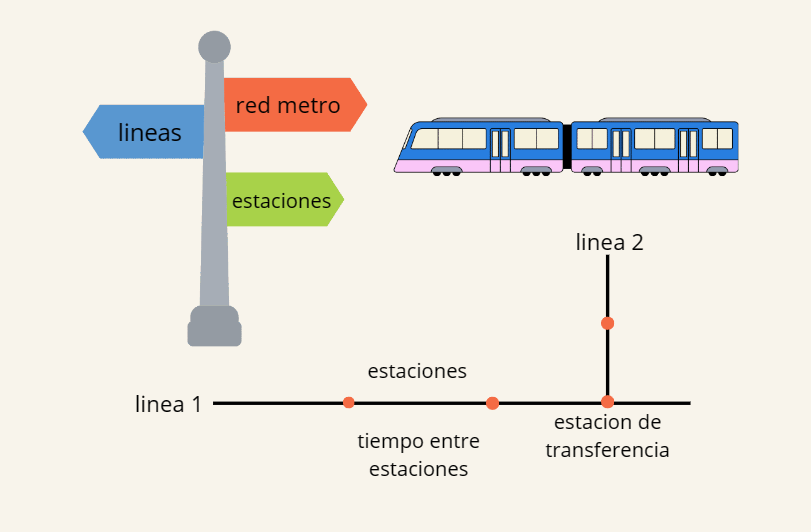 red metro
lineas
estaciones
linea 2
estaciones
linea 1
estacion de
transferencia
tiempo entre
estaciones